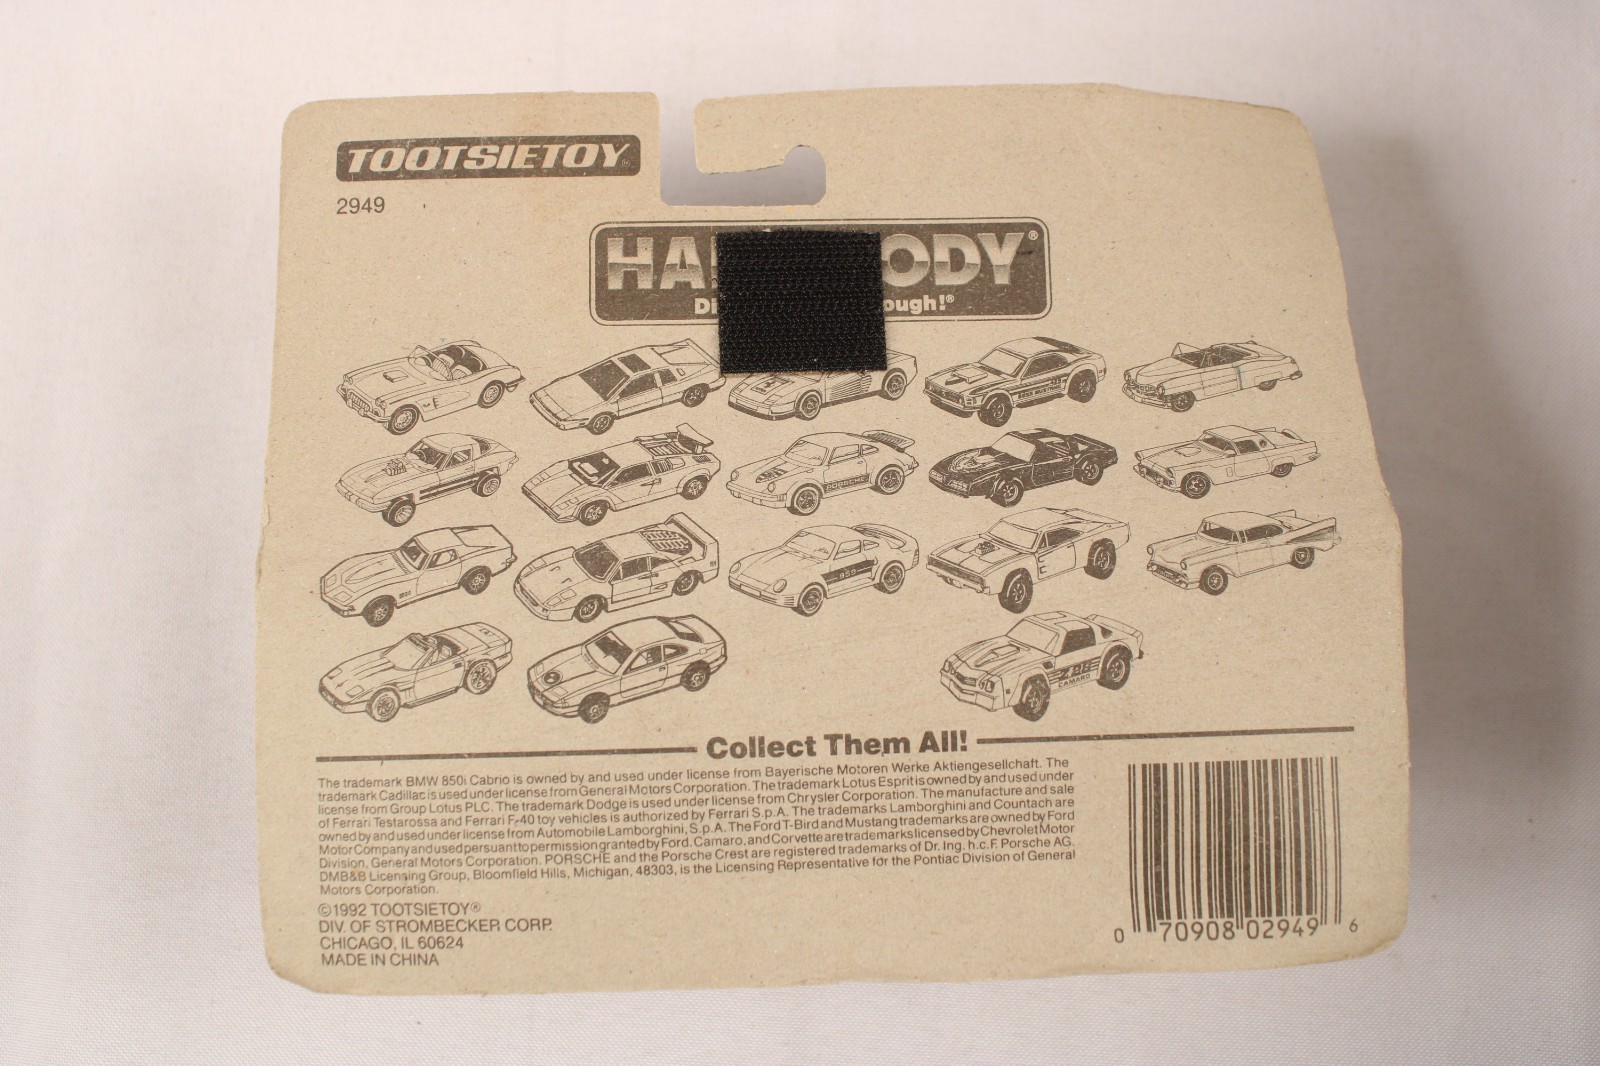 TOOTSIETOY
2949
HA ODY®
Di ough!®
PORSCHE
959
Z28
CAMARO
Collect Them All!
The trademark BMW 850i Cabrio is owned by and used under license from Bayerische Motoren Werke Aktiengesellchaft. The
trademark Cadillac is used under license from General Motors Corporation. The trademark Lotus Esprit is owned by and used under
license from Group Lotus PLC. The trademark Dodge is used under license from Chrysler Corporation. The manufacture and sale
of Ferrari Testarossa and Ferrari F-40 toy vehicles is authorized by Ferrari S.p.A. The trademarks Lamborghini and Countach are
owned by and used under license from Automobile Lamborghini, S.p.A. The Ford T-Bird and Mustang trademarks are owned by Ford
Motor Company and used persuant to permission granted by Ford. Camaro, and Corvette are trademarks licensed by Chevrolet Motor
Division, General Motors Corporation. PORSCHE and the Porsche Crest are registered trademarks of Dr. Ing. h.c.F. Porsche AG.
DMB&B Licensing Group, Bloomfield Hills, Michigan, 48303, is the Licensing Representative for the Pontiac Division of General
Motors Corporation.
©1992 TOOTSIETOY®
DIV. OF STROMBECKER CORP.
CHICAGO, IL 60624
MADE IN CHINA
0 70908 02949 6